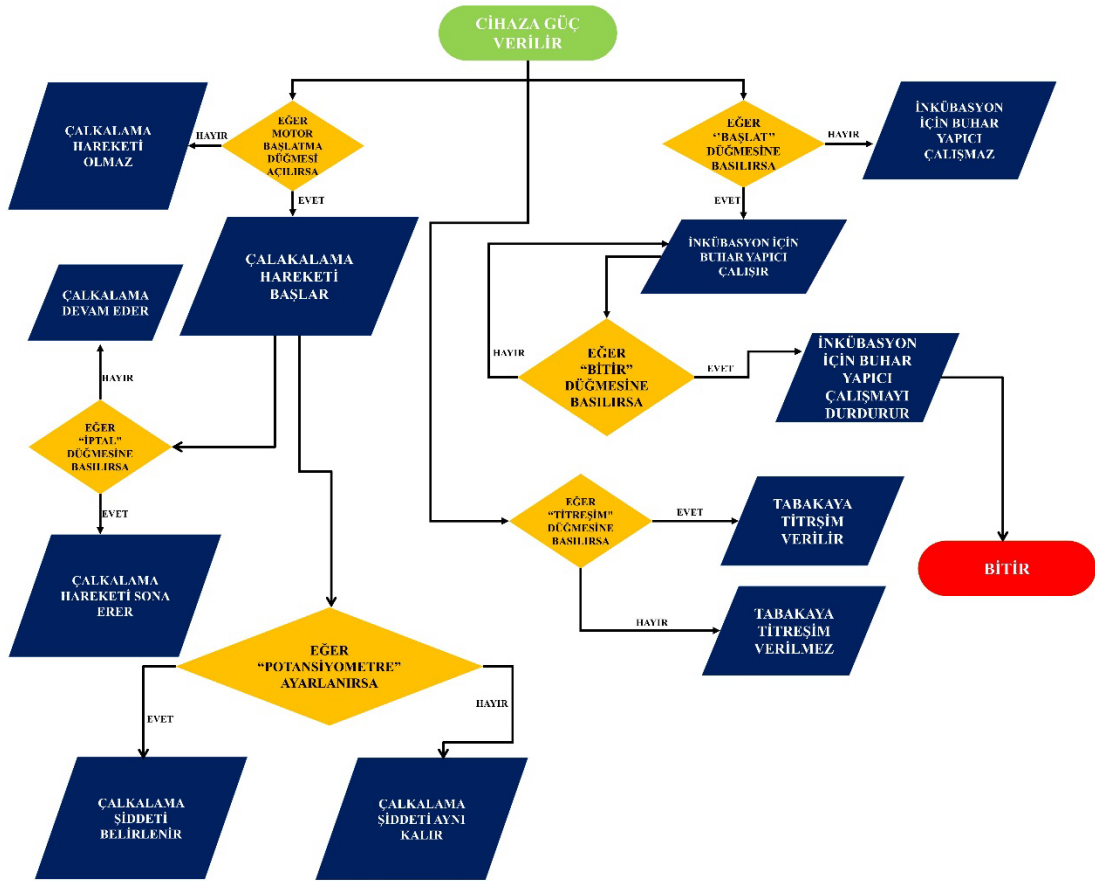 CİHAZA GÜÇ
VERİLİR
ÇALKALAMA
HAREKETİ
OLMAZ
HAYIR
EĞER
MOTOR
BAŞLATMA
DÜĞMESİ
AÇILIRSA
EVET
EĞER
‘’BAŞLAT’’
DÜĞMESİNE
BASILIRSA
HAYIR
İNKÜBASYON
İÇİN BUHAR
YAPICI
ÇALIŞMAZ
EVET
ÇALAKALAMA
HAREKETİ
BAŞLAR
İNKÜBASYON İÇİN
BUHAR YAPICI
ÇALIŞIR
ÇALKALAMA
DEVAM EDER
HAYIR
EĞER
“BİTİR”
DÜĞMESİNE
BASILIRSA
HAYIR
EVET
İNKÜBASYON
İÇİN BUHAR
YAPICI
ÇALIŞMAYI
DURDURUR
EĞER
“İPTAL”
DÜĞMESİNE
BASILIRSA
EVET
EĞER
“TİTREŞİM”
DÜĞMESİNE
BASILIRSA
EVET
TABAKAYA
TİTRŞİM
VERİLİR
BİTİR
ÇALKALAMA
HAREKETİ SONA
ERER
HAYIR
TABAKAYA
TİTREŞİM
VERİLMEZ
EĞER
“POTANSİYOMETRE”
AYARLANIRSA
EVET
HAYIR
ÇALKALAMA
ŞİDDETİ
BELİRLENİR
ÇALKALAMA
ŞİDDETİ AYNI
KALIR